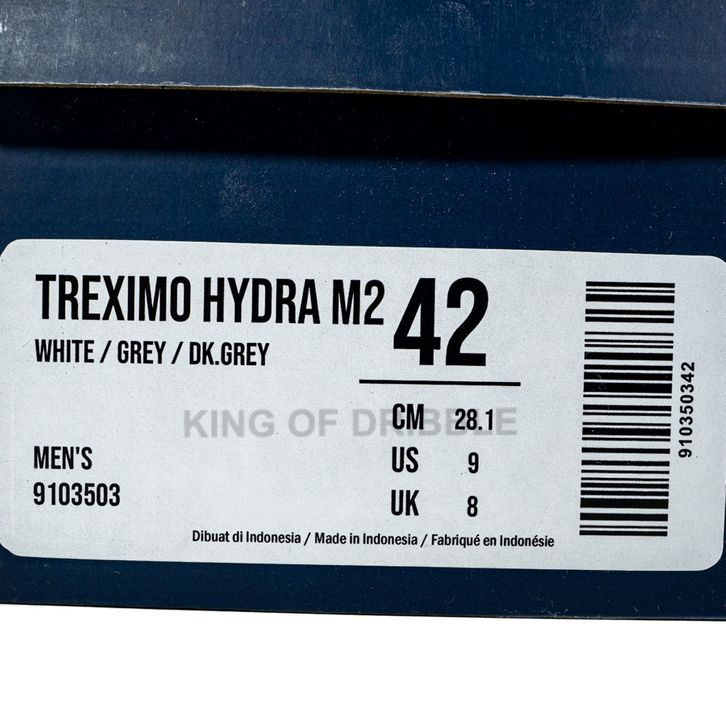 TREXIMO HYDRA M2
42
WHITE / GREY / DK.GREY
KING OF DRIBBLE
CM 28.1
US 9
UK 8
MEN'S
9103503
Dibuat di Indonesia / Made in Indonesia / Fabriqué en Indonésie
910350342